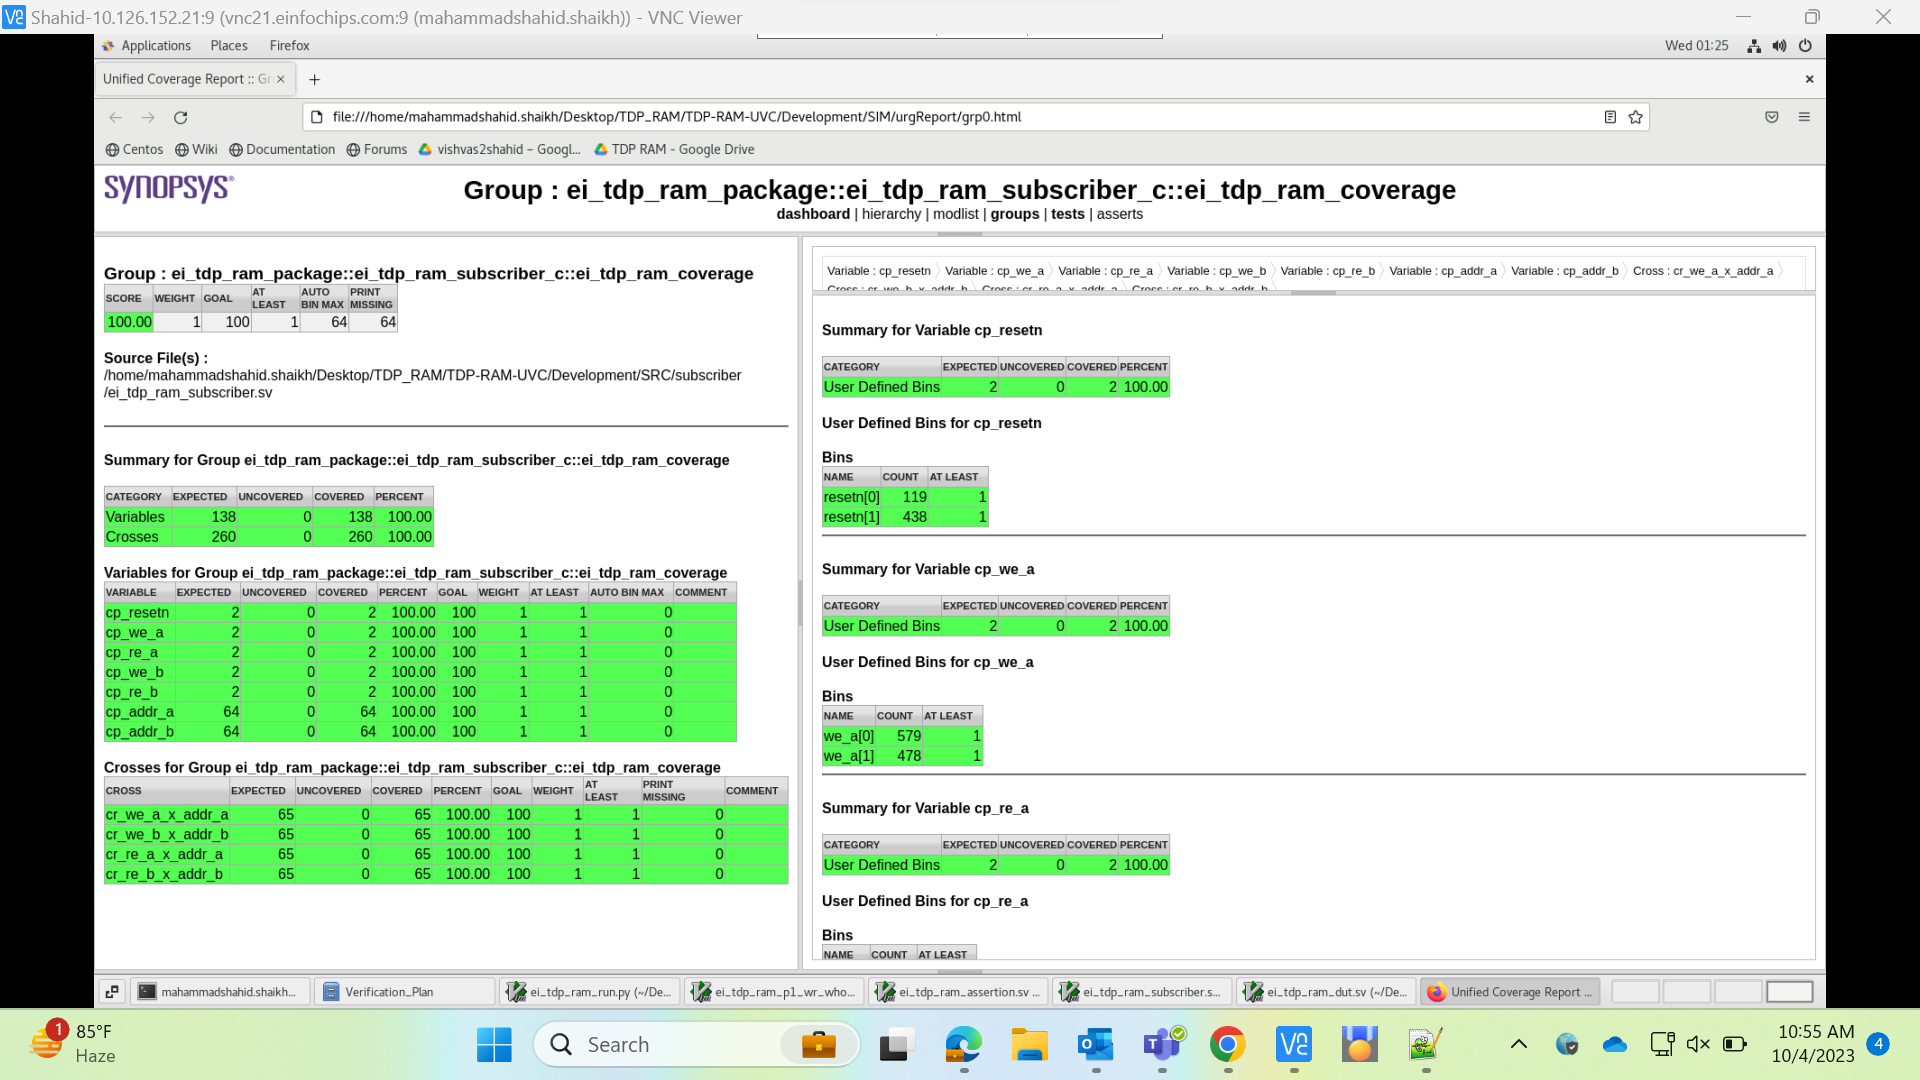 Shahid-10.126.152.21:9 (vnc21.einfochips.com:9 (mahammadshahid.shaikh)) - VNC Viewer
Applications Places Firefox Wed 01:25
Unified Coverage Report :: Gr
file:///home/mahammadshahid.shaikh/Desktop/TDP_RAM/TDP-RAM-UVC/Development/SIM/urgReport/grp0.html
Centos Wiki Documentation Forums vishvas2shahid – Googl... TDP RAM - Google Drive
SYNOPSYS®
Group : ei_tdp_ram_package::ei_tdp_ram_subscriber_c::ei_tdp_ram_coverage
dashboard | hierarchy | modlist | groups | tests | asserts
Group : ei_tdp_ram_package::ei_tdp_ram_subscriber_c::ei_tdp_ram_coverage
SCORE WEIGHT GOAL AT LEAST AUTO BIN MAX PRINT MISSING
100.00 1 100 1 64 64
Source File(s) :
/home/mahammadshahid.shaikh/Desktop/TDP_RAM/TDP-RAM-UVC/Development/SRC/subscriber
/ei_tdp_ram_subscriber.sv
Summary for Group ei_tdp_ram_package::ei_tdp_ram_subscriber_c::ei_tdp_ram_coverage
CATEGORY EXPECTED UNCOVERED COVERED PERCENT
Variables 138 0 138 100.00
Crosses 260 0 260 100.00
Variables for Group ei_tdp_ram_package::ei_tdp_ram_subscriber_c::ei_tdp_ram_coverage
VARIABLE EXPECTED UNCOVERED COVERED PERCENT GOAL WEIGHT AT LEAST AUTO BIN MAX COMMENT
cp_resetn 2 0 2 100.00 100 1 1 0
cp_we_a 2 0 2 100.00 100 1 1 0
cp_re_a 2 0 2 100.00 100 1 1 0
cp_we_b 2 0 2 100.00 100 1 1 0
cp_re_b 2 0 2 100.00 100 1 1 0
cp_addr_a 64 0 64 100.00 100 1 1 0
cp_addr_b 64 0 64 100.00 100 1 1 0
Crosses for Group ei_tdp_ram_package::ei_tdp_ram_subscriber_c::ei_tdp_ram_coverage
CROSS EXPECTED UNCOVERED COVERED PERCENT GOAL WEIGHT AT LEAST PRINT MISSING COMMENT
cr_we_a_x_addr_a 65 0 65 100.00 100 1 1 0
cr_we_b_x_addr_b 65 0 65 100.00 100 1 1 0
cr_re_a_x_addr_a 65 0 65 100.00 100 1 1 0
cr_re_b_x_addr_b 65 0 65 100.00 100 1 1 0
Variable : cp_resetn Variable : cp_we_a Variable : cp_re_a Variable : cp_we_b Variable : cp_re_b Variable : cp_addr_a Variable : cp_addr_b Cross : cr_we_a_x_addr_a
Cross : cr_we_b_x_addr_b Cross : cr_re_a_x_addr_a Cross : cr_re_b_x_addr_b
Summary for Variable cp_resetn
CATEGORY EXPECTED UNCOVERED COVERED PERCENT
User Defined Bins 2 0 2 100.00
User Defined Bins for cp_resetn
Bins
NAME COUNT AT LEAST
resetn[0] 119 1
resetn[1] 438 1
Summary for Variable cp_we_a
CATEGORY EXPECTED UNCOVERED COVERED PERCENT
User Defined Bins 2 0 2 100.00
User Defined Bins for cp_we_a
Bins
NAME COUNT AT LEAST
we_a[0] 579 1
we_a[1] 478 1
Summary for Variable cp_re_a
CATEGORY EXPECTED UNCOVERED COVERED PERCENT
User Defined Bins 2 0 2 100.00
User Defined Bins for cp_re_a
Bins
NAME COUNT AT LEAST
mahammadshahid.shaikh... Verification_Plan ei_tdp_ram_run.py (~/De... ei_tdp_ram_p1_wr_who... ei_tdp_ram_assertion.sv ... ei_tdp_ram_subscriber.s... ei_tdp_ram_dut.sv (~/De... Unified Coverage Report ...
1 85°F
Haze
Search
10:55 AM
10/4/2023
4